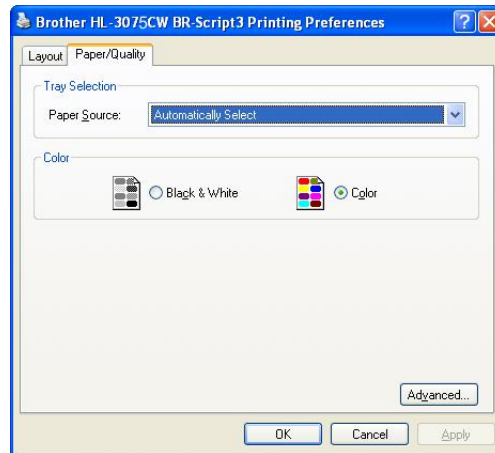 Brother HL-3075CW BR-Script3 Printing Preferences
Layout Paper/Quality
Tray Selection
Paper Source: Automatically Select
Color
Black & White Color
Advanced...
OK Cancel Apply